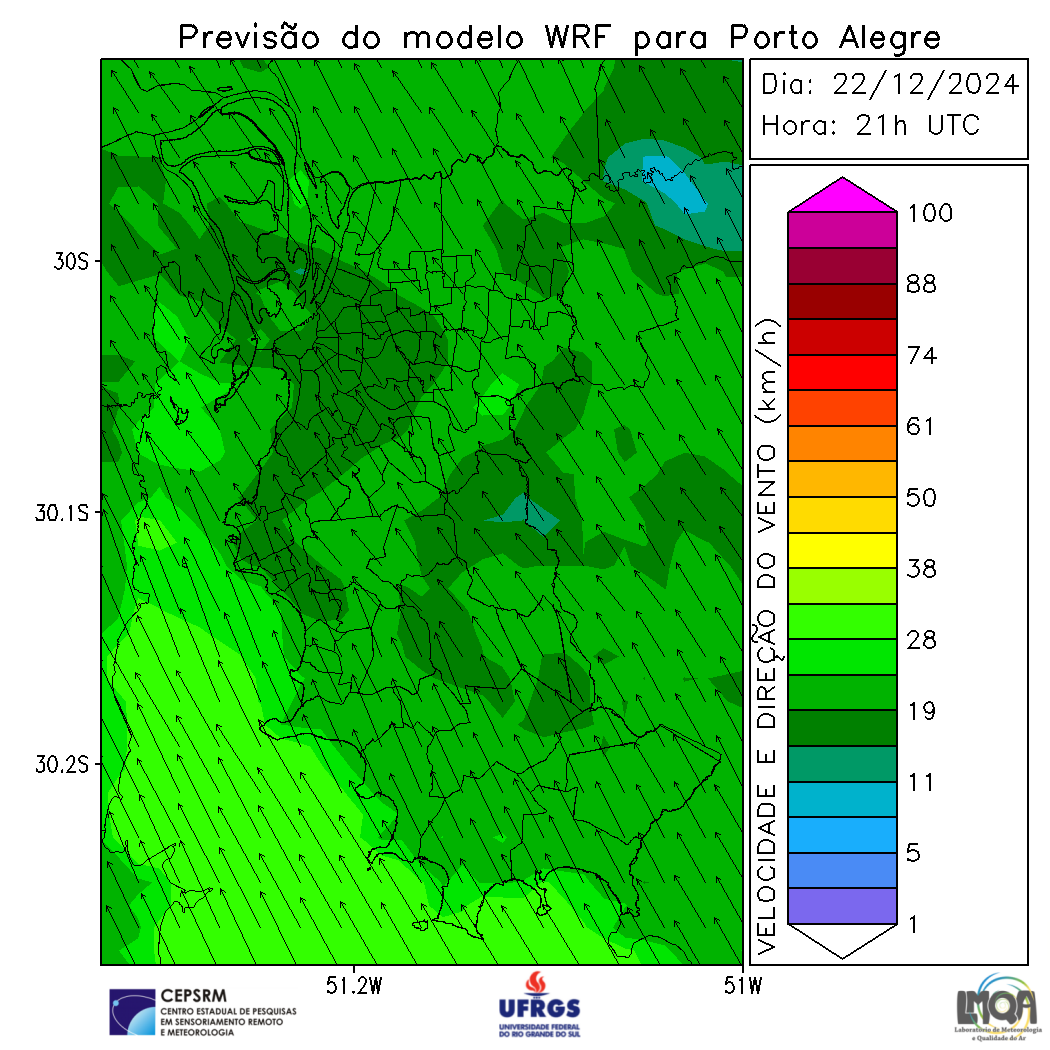 Previsão do modelo WRF para Porto Alegre
Dia: 22/12/2024
Hora: 21h UTC
30S
30.1S
30.2S
51.2W
51W
VELOCIDADE E DIREÇÃO DO VENTO (km/h)
100
88
74
61
50
38
28
19
11
5
1
CEPSRM
CENTRO ESTADUAL DE PESQUISAS
EM SENSORIAMENTO REMOTO
E METEOROLOGIA
UFRGS
UNIVERSIDADE FEDERAL
DO RIO GRANDE DO SUL
LMQA
Laboratório de Meteorologia
e Qualidade do Ar